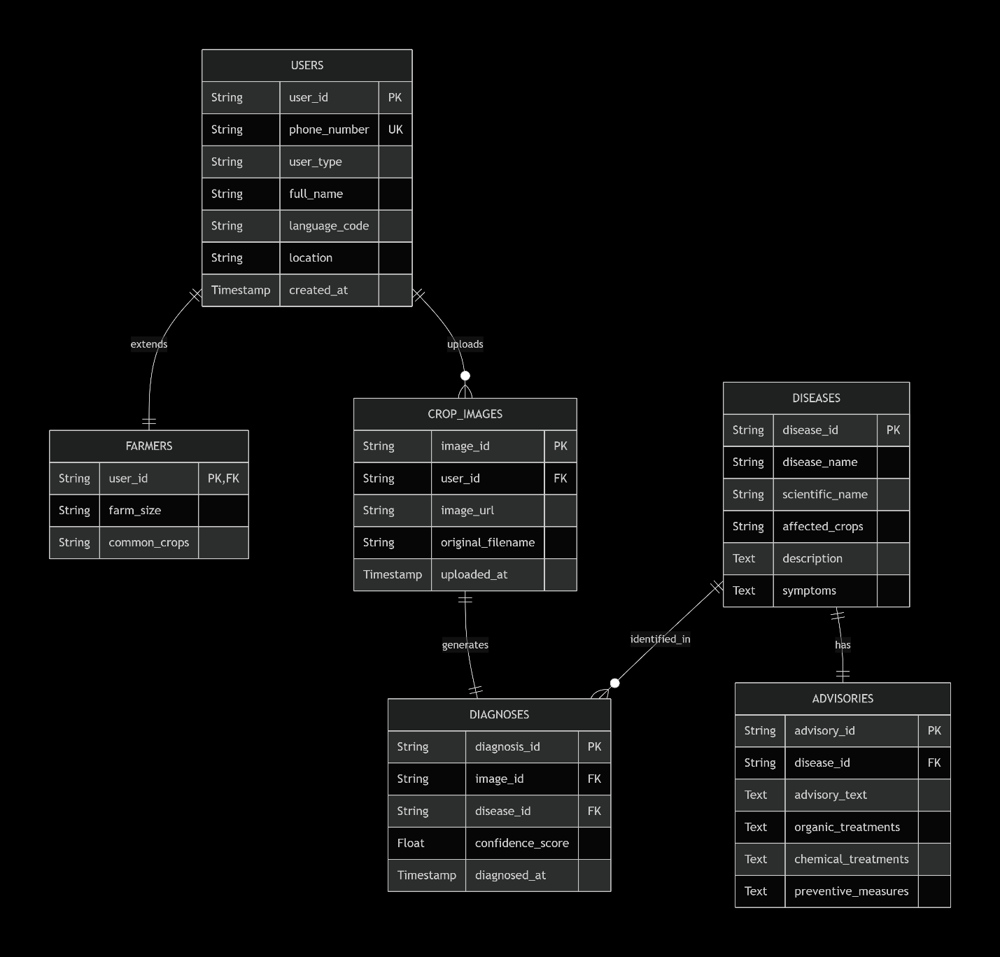 USERS
String user_id PK
String phone_number UK
String user_type
String full_name
String language_code
String location
Timestamp created_at
extends
uploads
FARMERS
String user_id PK,FK
String farm_size
String common_crops
CROP_IMAGES
String image_id PK
String user_id FK
String image_url
String original_filename
Timestamp uploaded_at
DISEASES
String disease_id PK
String disease_name
String scientific_name
String affected_crops
Text description
Text symptoms
generates
identified_in
has
DIAGNOSES
String diagnosis_id PK
String image_id FK
String disease_id FK
Float confidence_score
Timestamp diagnosed_at
ADVISORIES
String advisory_id PK
String disease_id FK
Text advisory_text
Text organic_treatments
Text chemical_treatments
Text preventive_measures